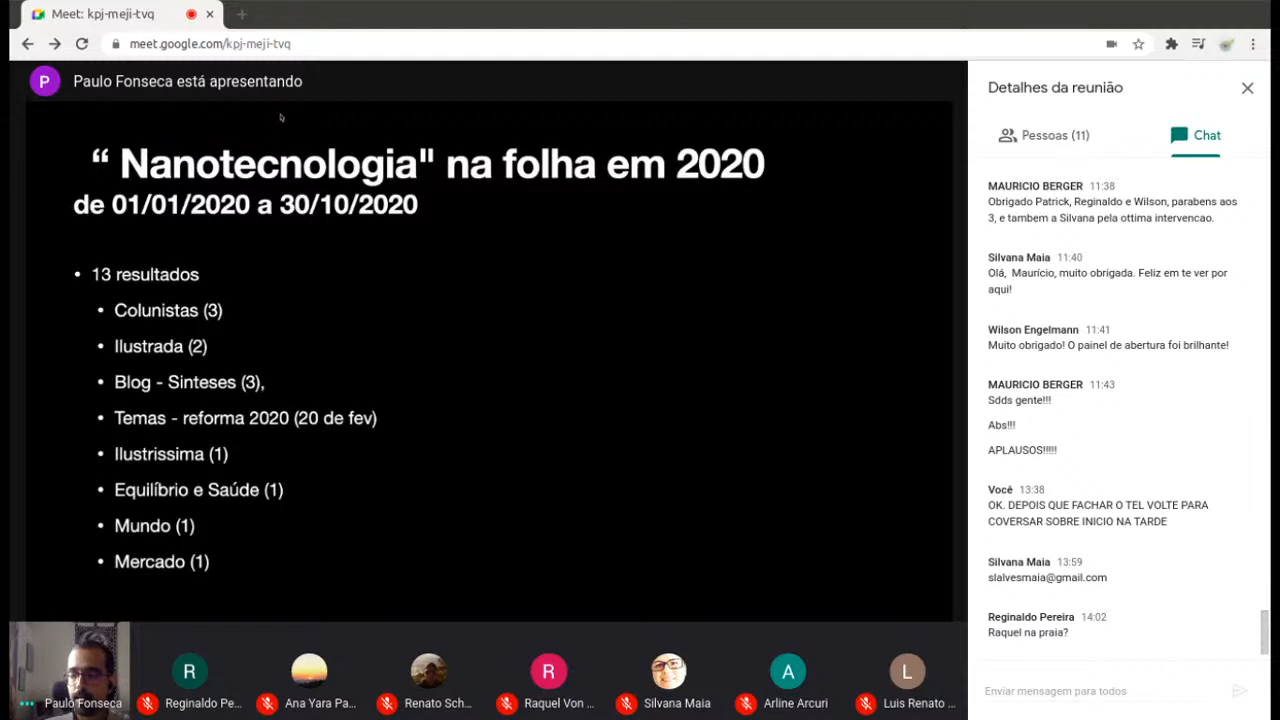 Meet: kpj-meji-tvq
meet.google.com/kpj-meji-tvq
P
Paulo Fonseca está apresentando
“ Nanotecnologia" na folha em 2020
de 01/01/2020 a 30/10/2020
• 13 resultados
• Colunistas (3)
• Ilustrada (2)
• Blog - Sinteses (3),
• Temas - reforma 2020 (20 de fev)
• Ilustrissima (1)
• Equilíbrio e Saúde (1)
• Mundo (1)
• Mercado (1)
Detalhes da reunião
Pessoas (11)
Chat
MAURICIO BERGER 11:38
Obrigado Patrick, Reginaldo e Wilson, parabens aos
3, e tambem a Silvana pela ottima intervencao.
Silvana Maia 11:40
Olá, Maurício, muito obrigada. Feliz em te ver por
aqui!
Wilson Engelmann 11:41
Muito obrigado! O painel de abertura foi brilhante!
MAURICIO BERGER 11:43
Sdds gente!!!
Abs!!!
APLAUSOS!!!!!
Você 13:38
OK. DEPOIS QUE FACHAR O TEL VOLTE PARA
COVERSAR SOBRE INICIO NA TARDE
Silvana Maia 13:59
slalvesmaia@gmail.com
Reginaldo Pereira 14:02
Raquel na praia?
Enviar mensagem para todos
R
R
A
L
Paulo Fonseca
Reginaldo Pe...
Ana Yara Pa...
Renato Sch...
Raquel Von ...
Silvana Maia
Arline Arcuri
Luis Renato ...